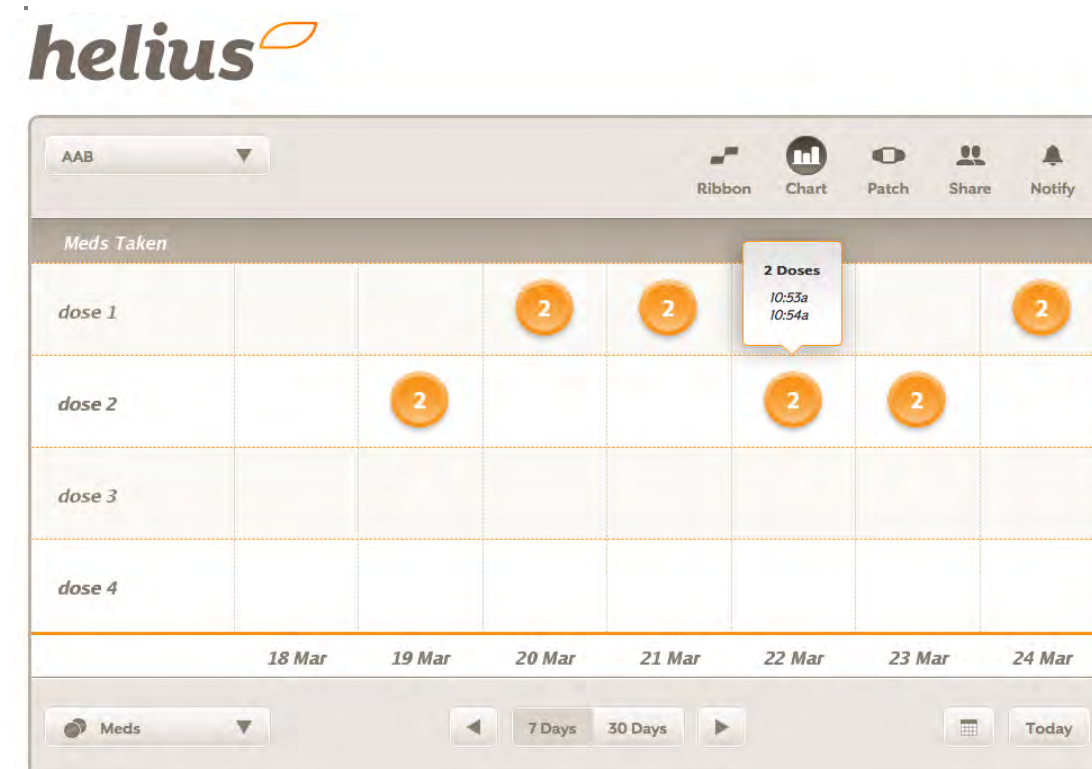 helius
AAB
Ribbon Chart Patch Share Notify
Meds Taken
2 Doses
10:53a
10:54a
dose 1 2 2 2
dose 2 2 2 2
dose 3
dose 4
18 Mar 19 Mar 20 Mar 21 Mar 22 Mar 23 Mar 24 Mar
Meds 7 Days 30 Days Today